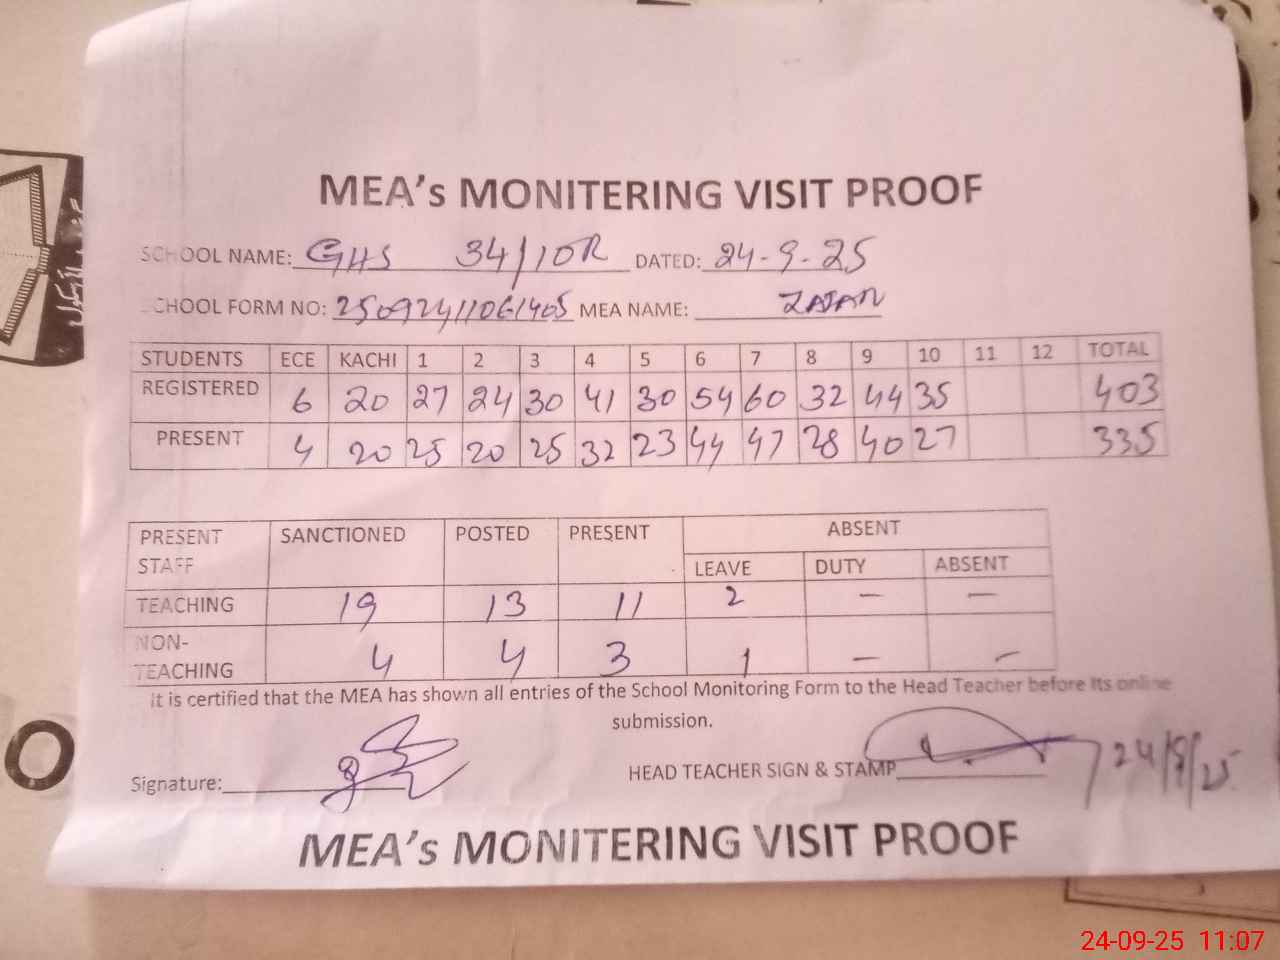 MEA's MONITERING VISIT PROOF
SCHOOL NAME: GHS 34/10R DATED: 24-9-25
SCHOOL FORM NO: 25092411061405 MEA NAME:
STUDENTS ECE KACHI 1 2 3 4 5 6 7 8 9 10 11 12 TOTAL
REGISTERED 6 20 27 24 30 41 30 54 60 32 44 35 403
PRESENT 4 20 25 20 25 32 23 44 47 28 40 27 335
PRESENT STAFF SANCTIONED POSTED PRESENT ABSENT
LEAVE DUTY ABSENT
TEACHING 19 13 11 2 — —
NON-TEACHING 4 4 3 1 — —
It is certified that the MEA has shown all entries of the School Monitoring Form to the Head Teacher before Its online
submission.
Signature: HEAD TEACHER SIGN & STAMP 24/9/25
MEA's MONITERING VISIT PROOF
24-09-25 11:07